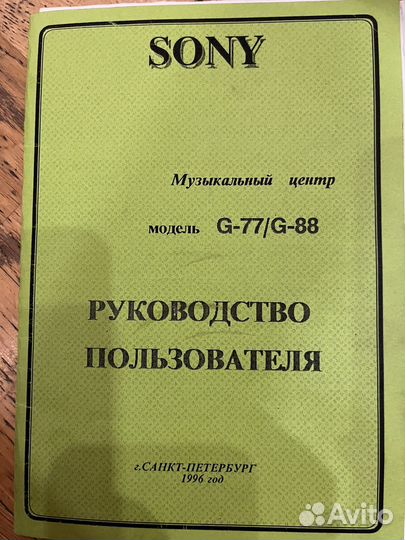 SONY
Музыкальный центр
модель G-77/G-88
РУКОВОДСТВО
ПОЛЬЗОВАТЕЛЯ
г.САНКТ-ПЕТЕРБУРГ
1996 год
Avito